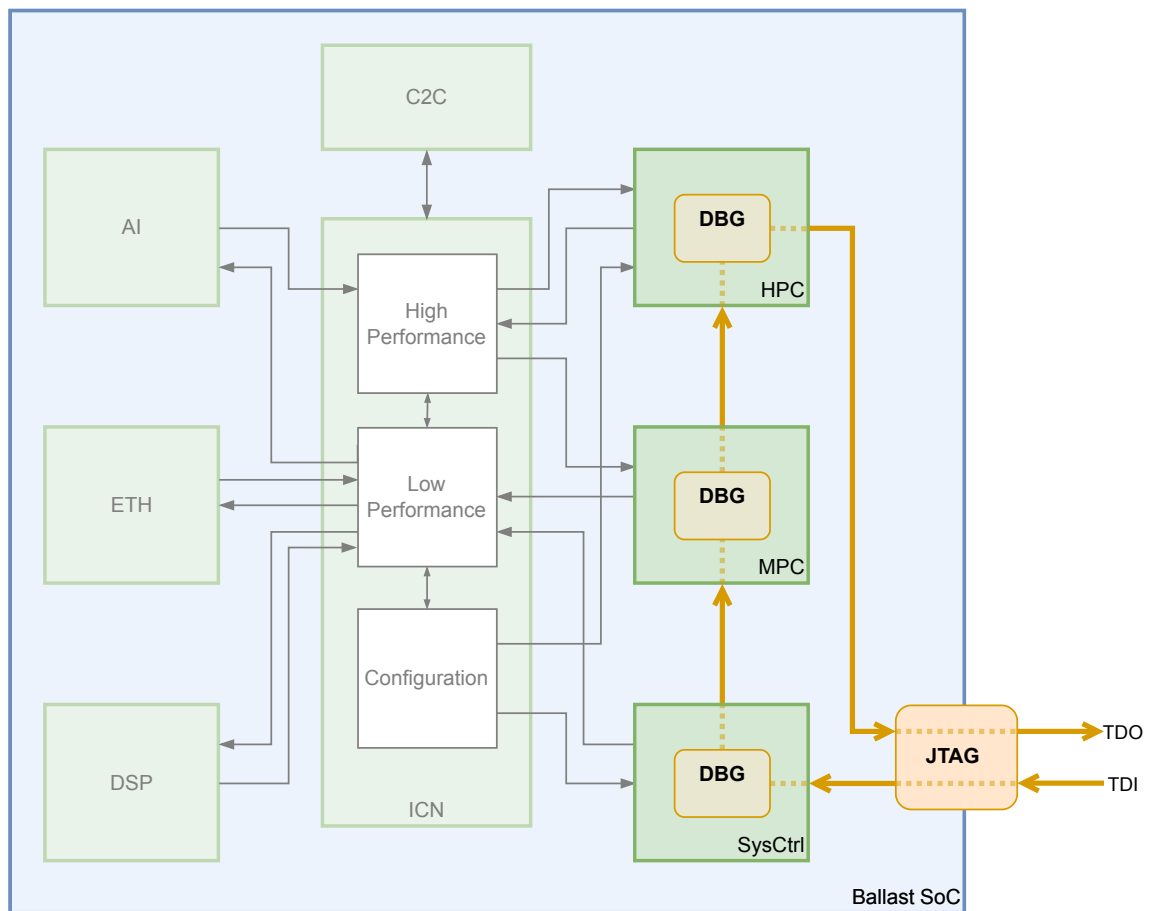 C2C
AI
DBG
HPC
High
Performance
ETH
Low
Performance
DBG
MPC
Configuration
DSP
ICN
DBG
SysCtrl
JTAG
TDO
TDI
Ballast SoC